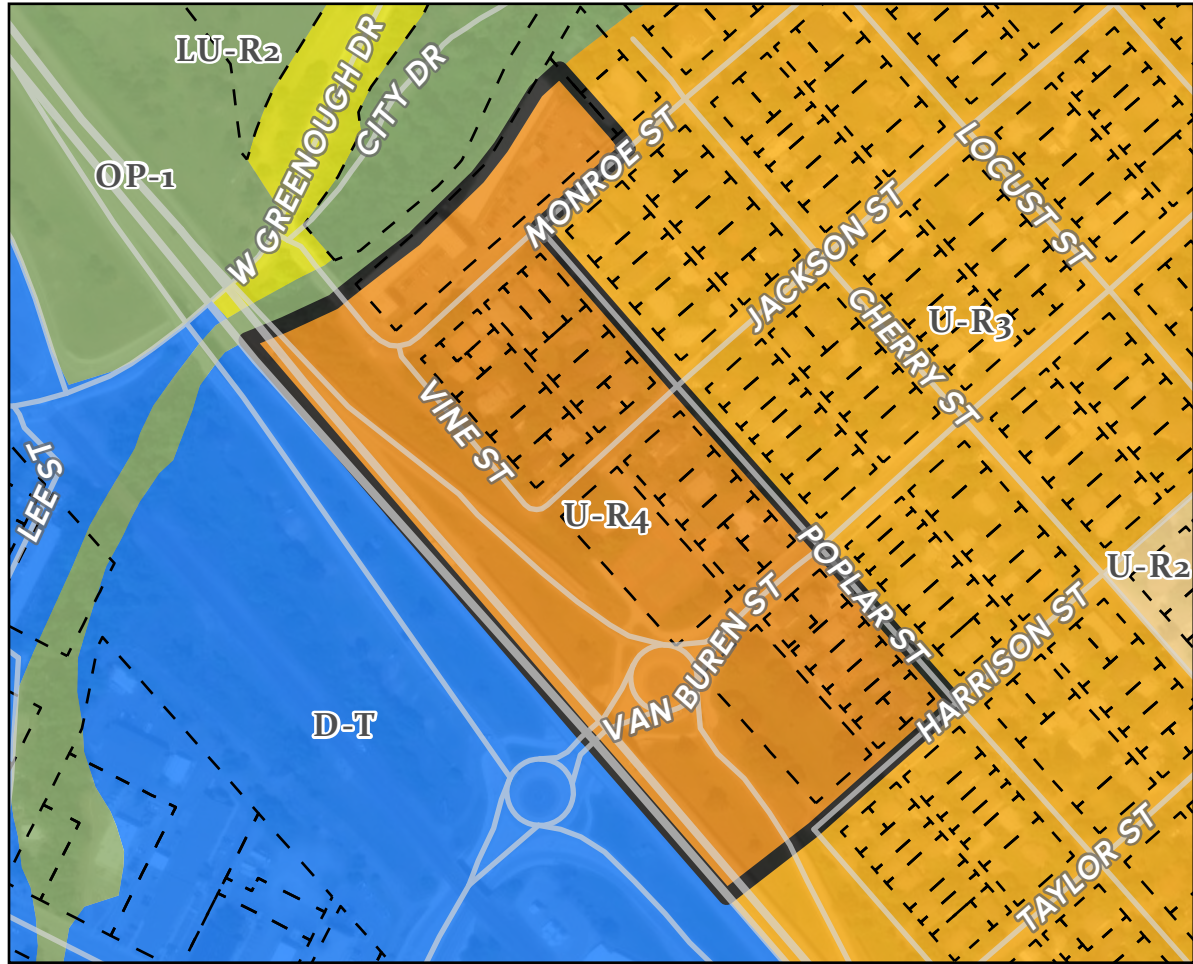 LU-R2
W GREENOUGH DR
CITY DR
OP-1
MONROE ST
LOCUST ST
JACKSON ST
CHERRY ST
U-R3
VINE ST
LEE ST
U-R4
POPLAR ST
U-R2
VAN BUREN ST
HARRISON ST
D-T
TAYLOR ST